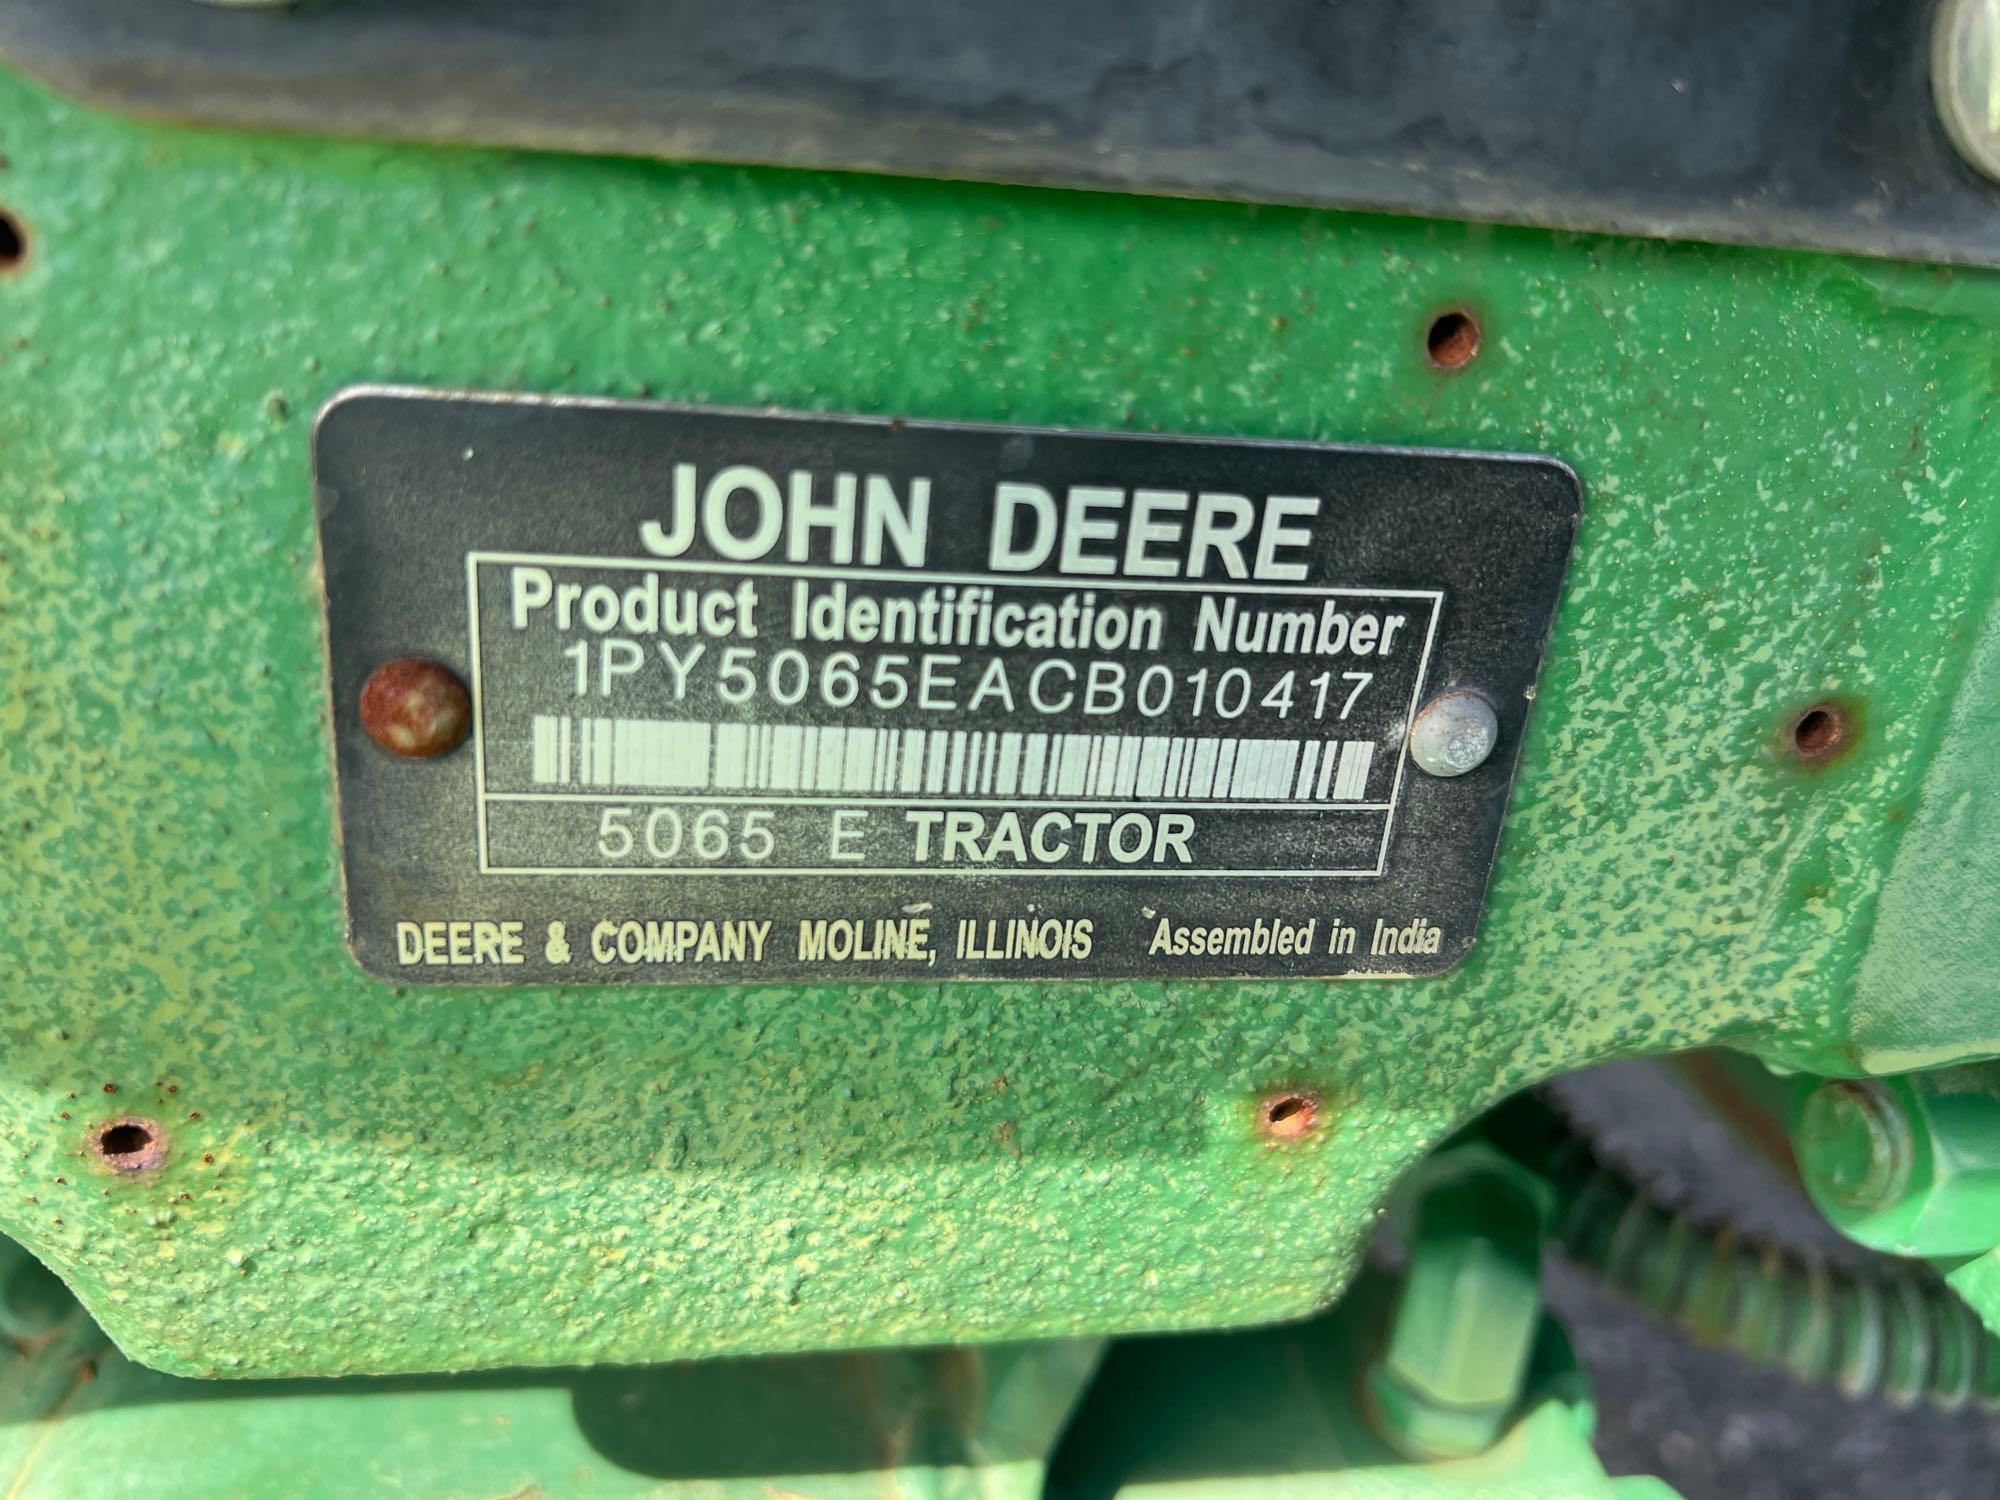 JOHN DEERE
Product Identification Number
1PY5065EACB010417
5065 E TRACTOR
DEERE & COMPANY MOLINE, ILLINOIS Assembled in India